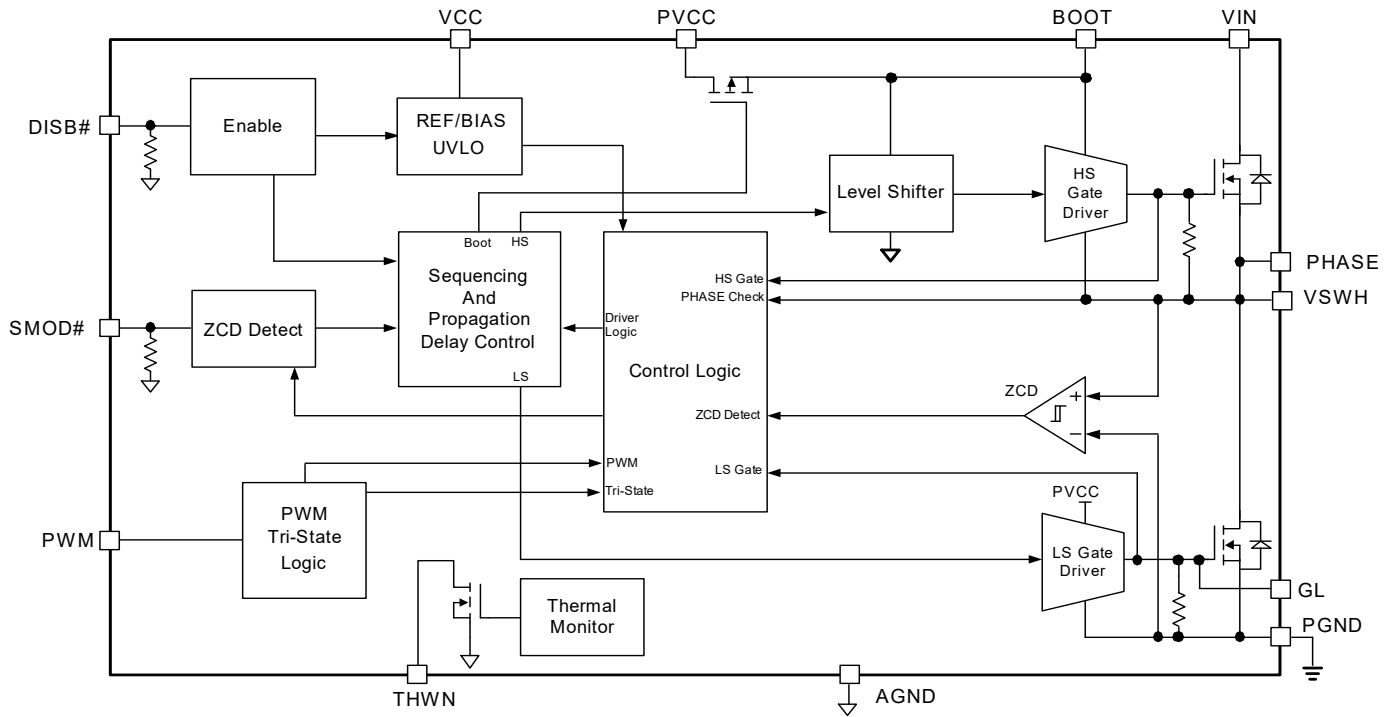 VCC
PVCC
BOOT
VIN
DISB#
Enable
REF/BIAS
UVLO
Level Shifter
HS
Gate
Driver
Boot
HS
Sequencing
And
Propagation
Delay Control
LS
HS Gate
PHASE Check
PHASE
VSWH
SMOD#
ZCD Detect
Driver
Logic
Control Logic
ZCD
+
−
ZCD Detect
LS Gate
PWM
Tri-State
PWM
PWM
Tri-State
Logic
PVCC
LS Gate
Driver
GL
PGND
Thermal
Monitor
THWN
AGND